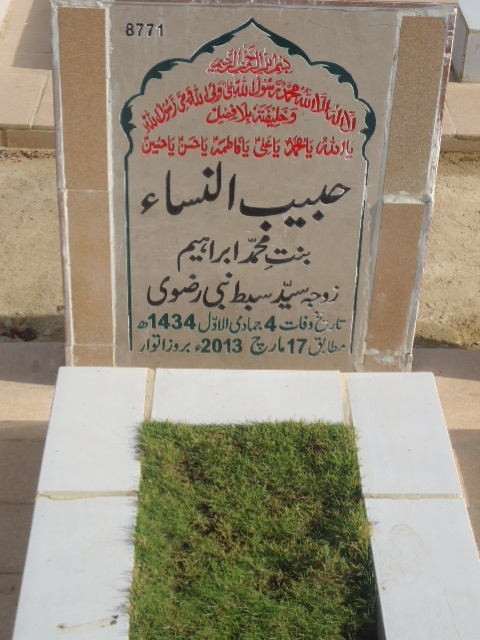 8771
بسم اللہ الرحمن الرحیم
لا الہ الا اللہ محمد رسول اللہ علی ولی اللہ وصی رسول اللہ
و خلیفتہ بلا فصل
یا اللہ یا محمد یا علی یا فاطمہ یا حسن یا حسین
حبیب النساء
بنت محمد ابراہیم
زوجہ سید سبط نبی رضوی
تاریخ وفات 4 جمادی الاول 1434ھ
مطابق 17 مارچ 2013ء بروز اتوار